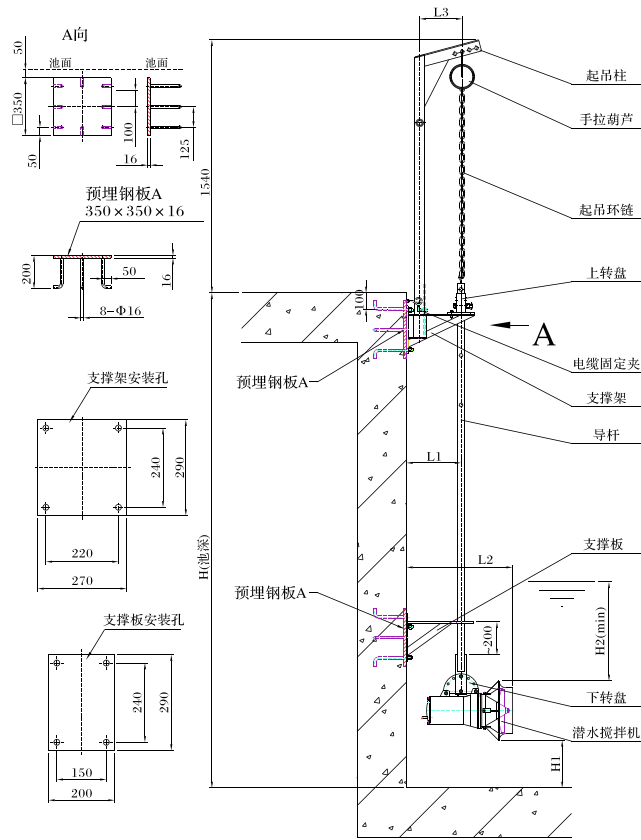 A向
50
池面
池面
□350
50
100
16
125
预埋钢板A
350×350×16
200
50
16
8-Φ16
支撑架安装孔
240
290
220
270
支撑板安装孔
240
290
150
200
L3
1540
起吊柱
手拉葫芦
起吊环链
上转盘
100
A
电缆固定夹
预埋钢板A
支撑架
导杆
L1
H(池深)
支撑板
L2
预埋钢板A
~200
H2(min)
下转盘
潜水搅拌机
H1